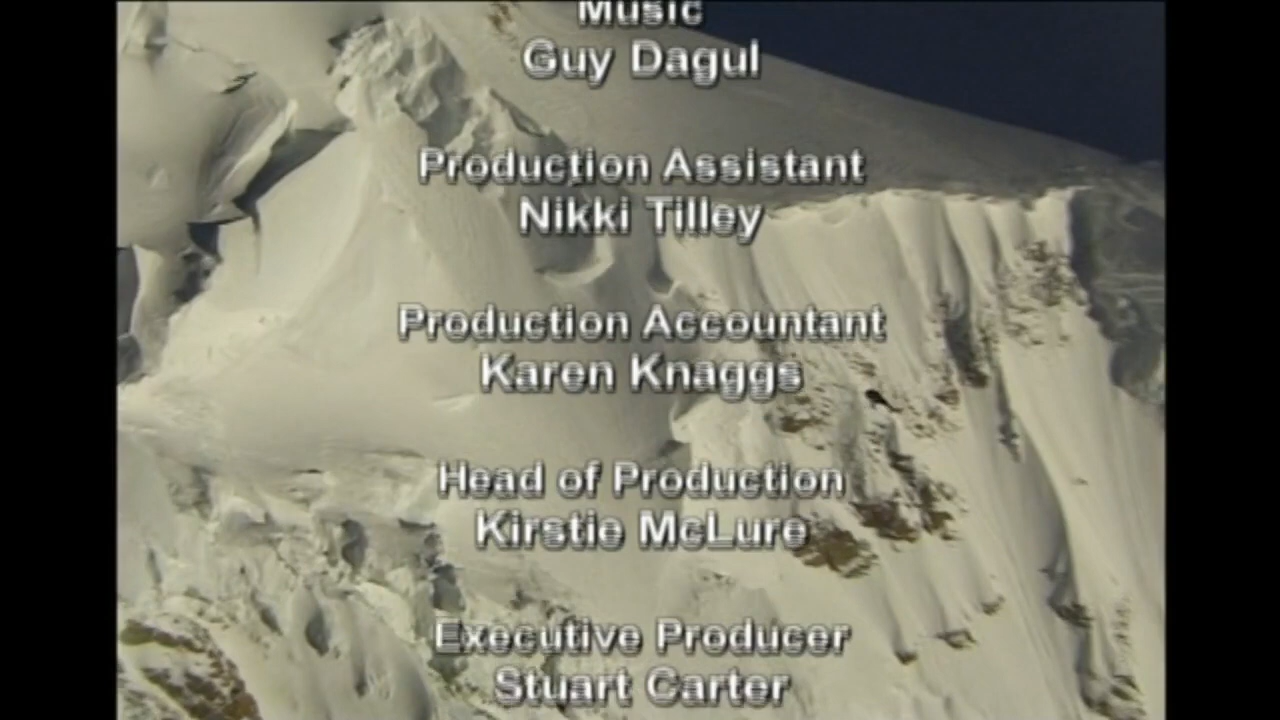 Music
Guy Dagul
Production Assistant
Nikki Tilley
Production Accountant
Karen Knaggs
Head of Production
Kirstie McLure
Executive Producer
Stuart Carter